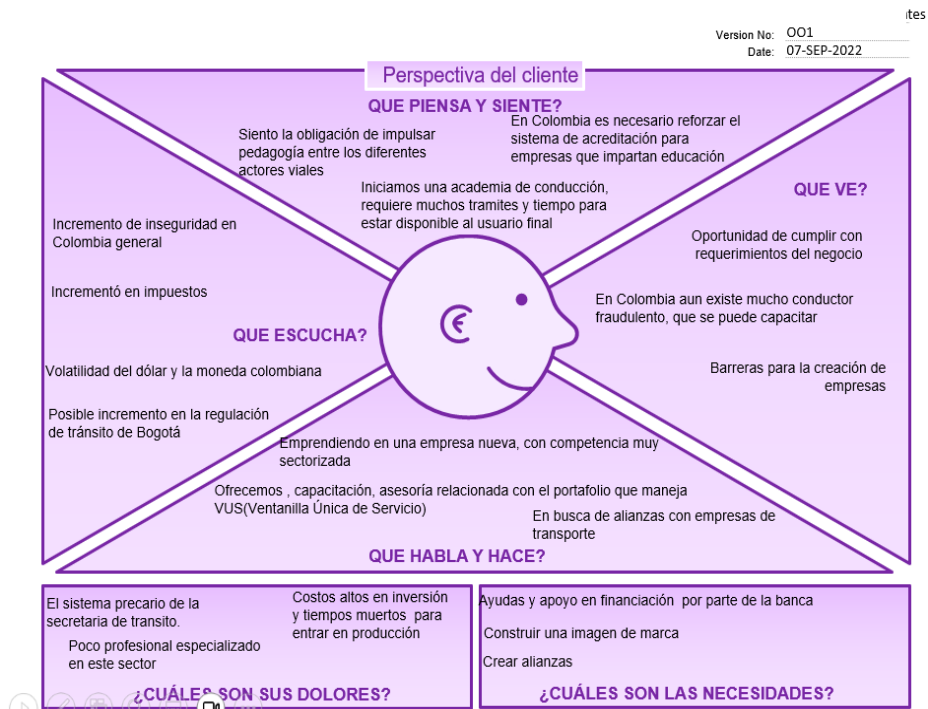 Version No: OO1
Date: 07-SEP-2022
Perspectiva del cliente
QUE PIENSA Y SIENTE?
Siento la obligación de impulsar
pedagogía entre los diferentes
actores viales
En Colombia es necesario reforzar el
sistema de acreditación para
empresas que impartan educación
Iniciamos una academia de conducción,
requiere muchos tramites y tiempo para
estar disponible al usuario final
Incremento de inseguridad en
Colombia general
Incrementó en impuestos
QUE ESCUCHA?
Volatilidad del dólar y la moneda colombiana
Posible incremento en la regulación
de tránsito de Bogotá
QUE VE?
Oportunidad de cumplir con
requerimientos del negocio
En Colombia aun existe mucho conductor
fraudulento, que se puede capacitar
Barreras para la creación de
empresas
Emprendiendo en una empresa nueva, con competencia muy
sectorizada
Ofrecemos , capacitación, asesoría relacionada con el portafolio que maneja
VUS(Ventanilla Única de Servicio)
En busca de alianzas con empresas de
transporte
QUE HABLA Y HACE?
El sistema precario de la
secretaria de transito.
Costos altos en inversión
y tiempos muertos para
entrar en producción
Poco profesional especializado
en este sector
¿CUÁLES SON SUS DOLORES?
Ayudas y apoyo en financiación por parte de la banca
Construir una imagen de marca
Crear alianzas
¿CUÁLES SON LAS NECESIDADES?